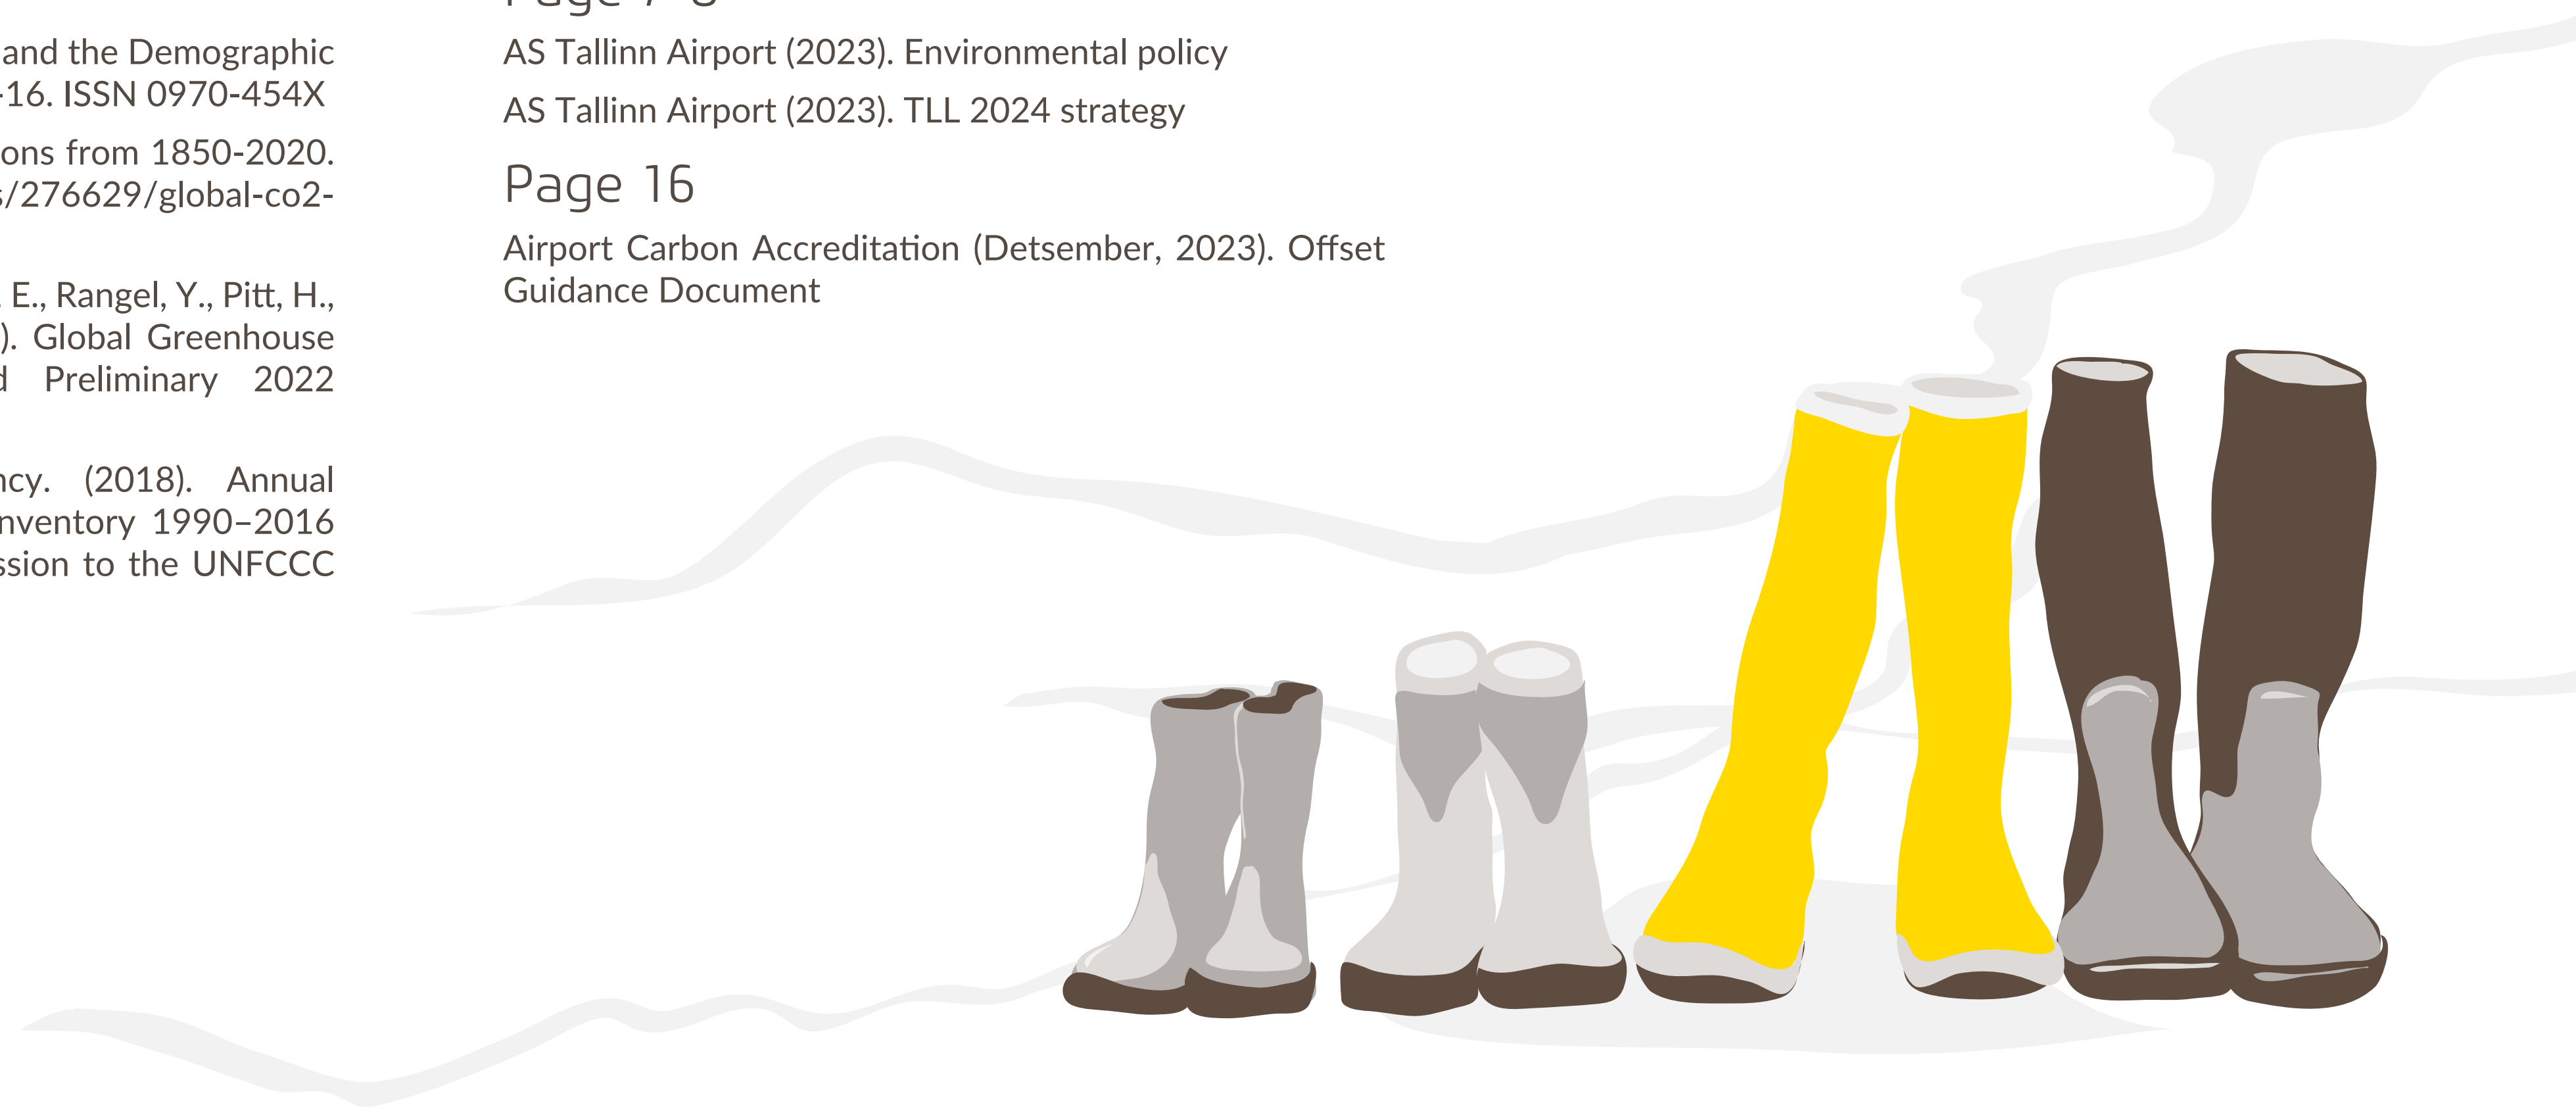 and the Demographic
-16. ISSN 0970-454X
ons from 1850-2020.
s/276629/global-co2-
E., Rangel, Y., Pitt, H.,
). Global Greenhouse
d Preliminary 2022
ncy. (2018). Annual
nventory 1990–2016
ssion to the UNFCCC
AS Tallinn Airport (2023). Environmental policy
AS Tallinn Airport (2023). TLL 2024 strategy
Page 16
Airport Carbon Accreditation (Detsember, 2023). Offset
Guidance Document